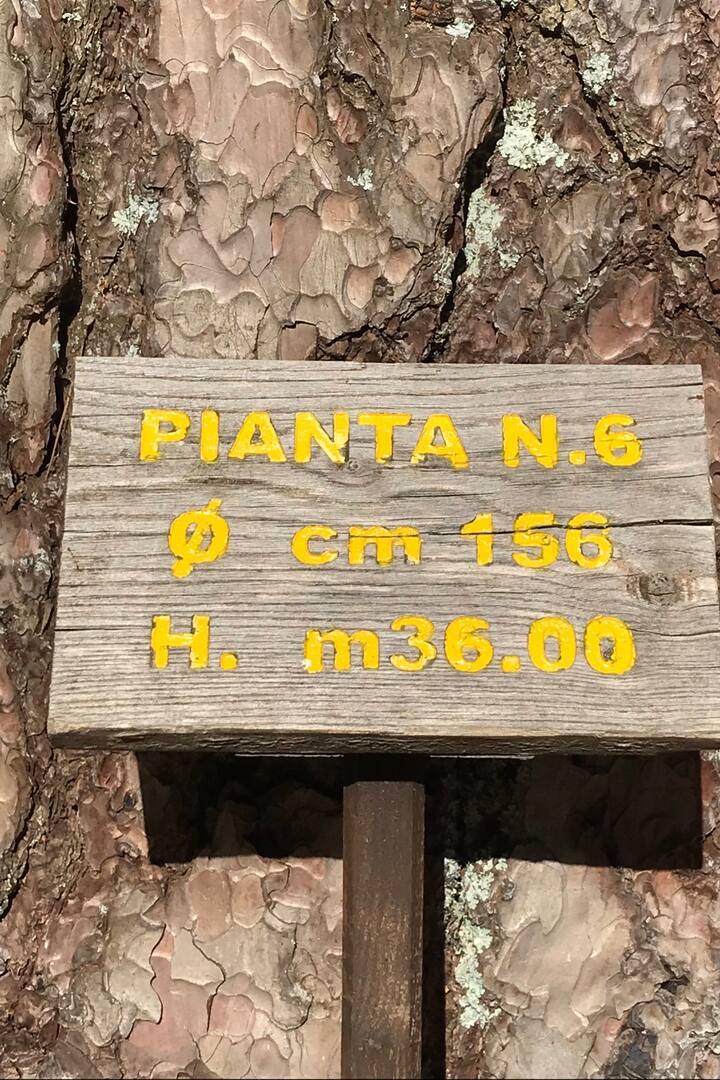 PIANTA N.6
Ø cm 156
H. m36.00